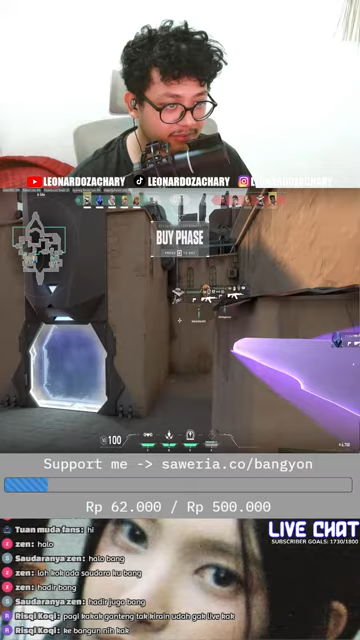 LEONARDOZACHARY LEONARDOZACHARY LEONARDOZACHARY
BUY PHASE
100
Support me -> saweria.co/bangyon
Rp 62.000 / Rp 500.000
LIVE CHAT
SUBSCRIBER GOALS: 1730/1800
Tuan muda fans: hi
zen: halo
Saudaranya zen: halo bang
zen: lah kok ada saudara ku bang
zen: hadir bang
Saudaranya zen: hadir juga bang
Risqi Koqi: pagi kakak ganteng tak kirain udah gak live kak
Risqi Koqi: ke bangun nih kak